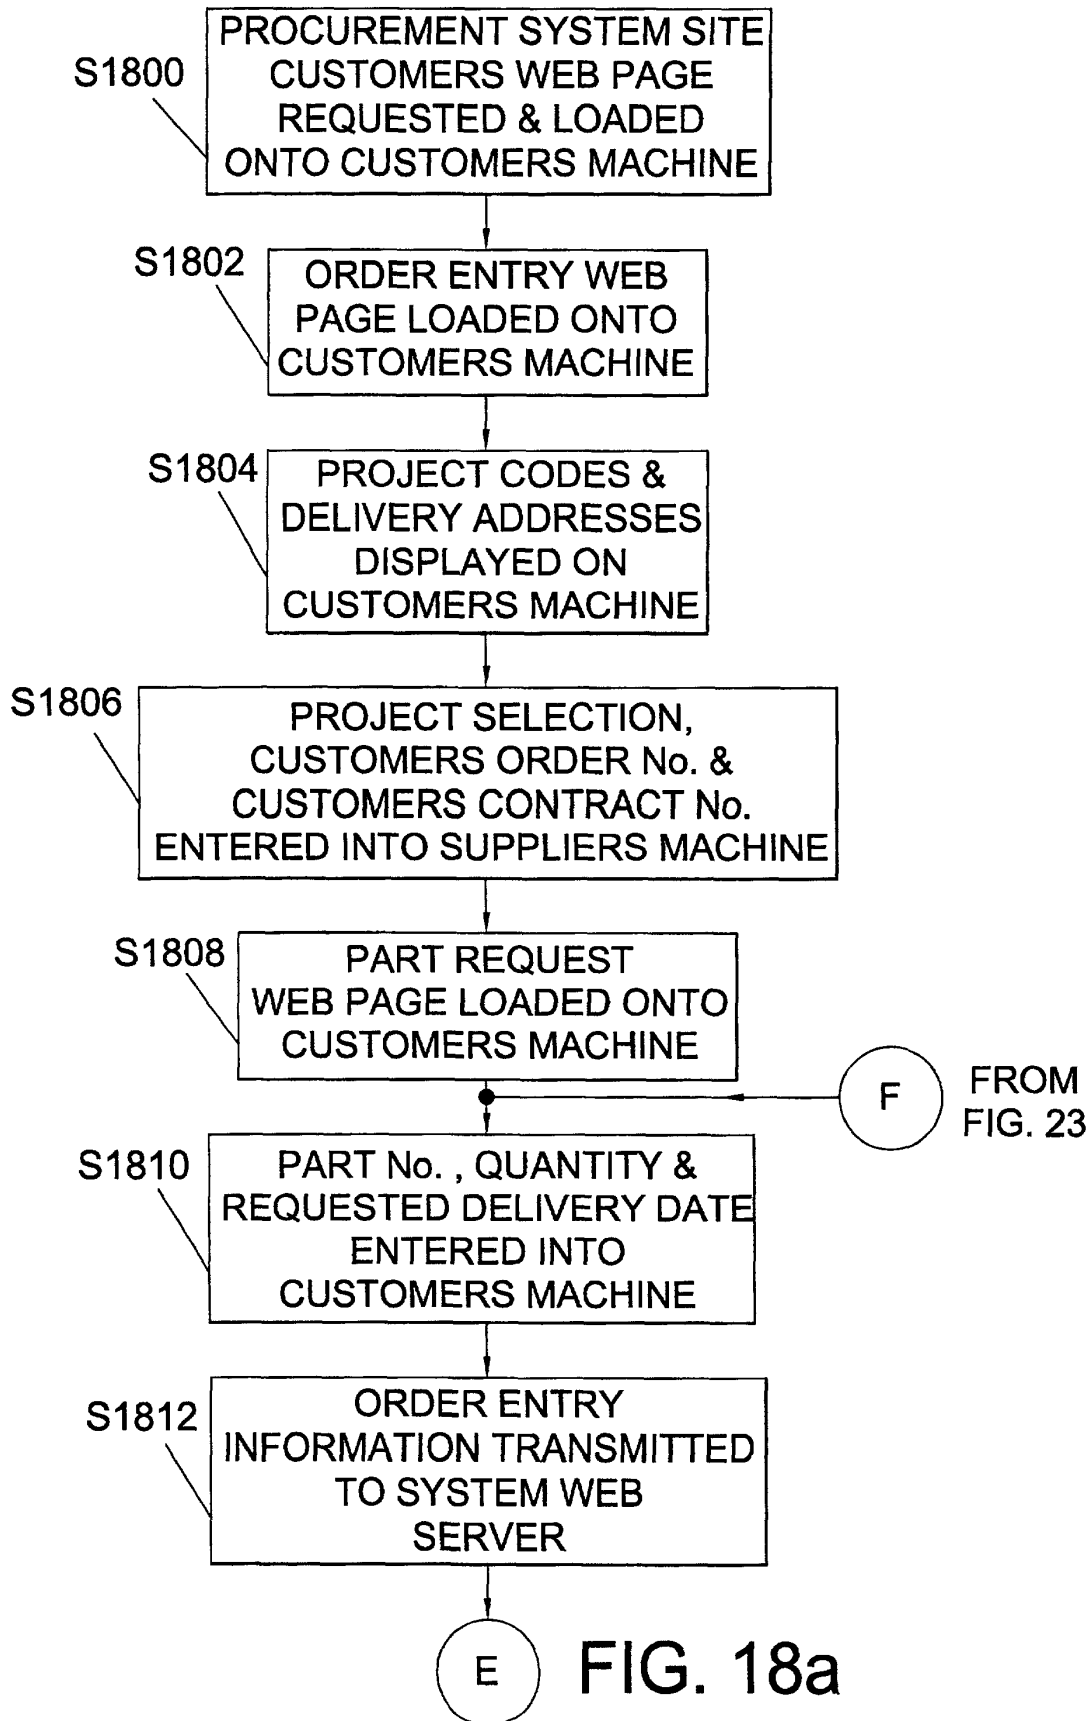 S1800
PROCUREMENT SYSTEM SITE
CUSTOMERS WEB PAGE
REQUESTED & LOADED
ONTO CUSTOMERS MACHINE
S1802
ORDER ENTRY WEB
PAGE LOADED ONTO
CUSTOMERS MACHINE
S1804
PROJECT CODES &
DELIVERY ADDRESSES
DISPLAYED ON
CUSTOMERS MACHINE
S1806
PROJECT SELECTION,
CUSTOMERS ORDER No. &
CUSTOMERS CONTRACT No.
ENTERED INTO SUPPLIERS MACHINE
S1808
PART REQUEST
WEB PAGE LOADED ONTO
CUSTOMERS MACHINE
F
FROM
FIG. 23
S1810
PART No. , QUANTITY &
REQUESTED DELIVERY DATE
ENTERED INTO
CUSTOMERS MACHINE
S1812
ORDER ENTRY
INFORMATION TRANSMITTED
TO SYSTEM WEB
SERVER
E
FIG. 18a